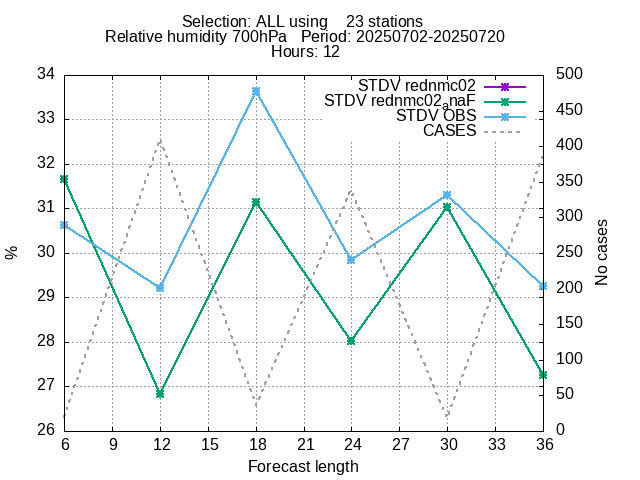 Selection: ALL using 23 stations
Relative humidity 700hPa Period: 20250702-20250720
Hours: 12
STDV rednmc02
STDV rednmc02anaF
STDV OBS
CASES
34
33
32
31
30
29
28
27
26
500
450
400
350
300
250
200
150
100
50
0
%
No cases
6 9 12 15 18 21 24 27 30 33 36
Forecast length